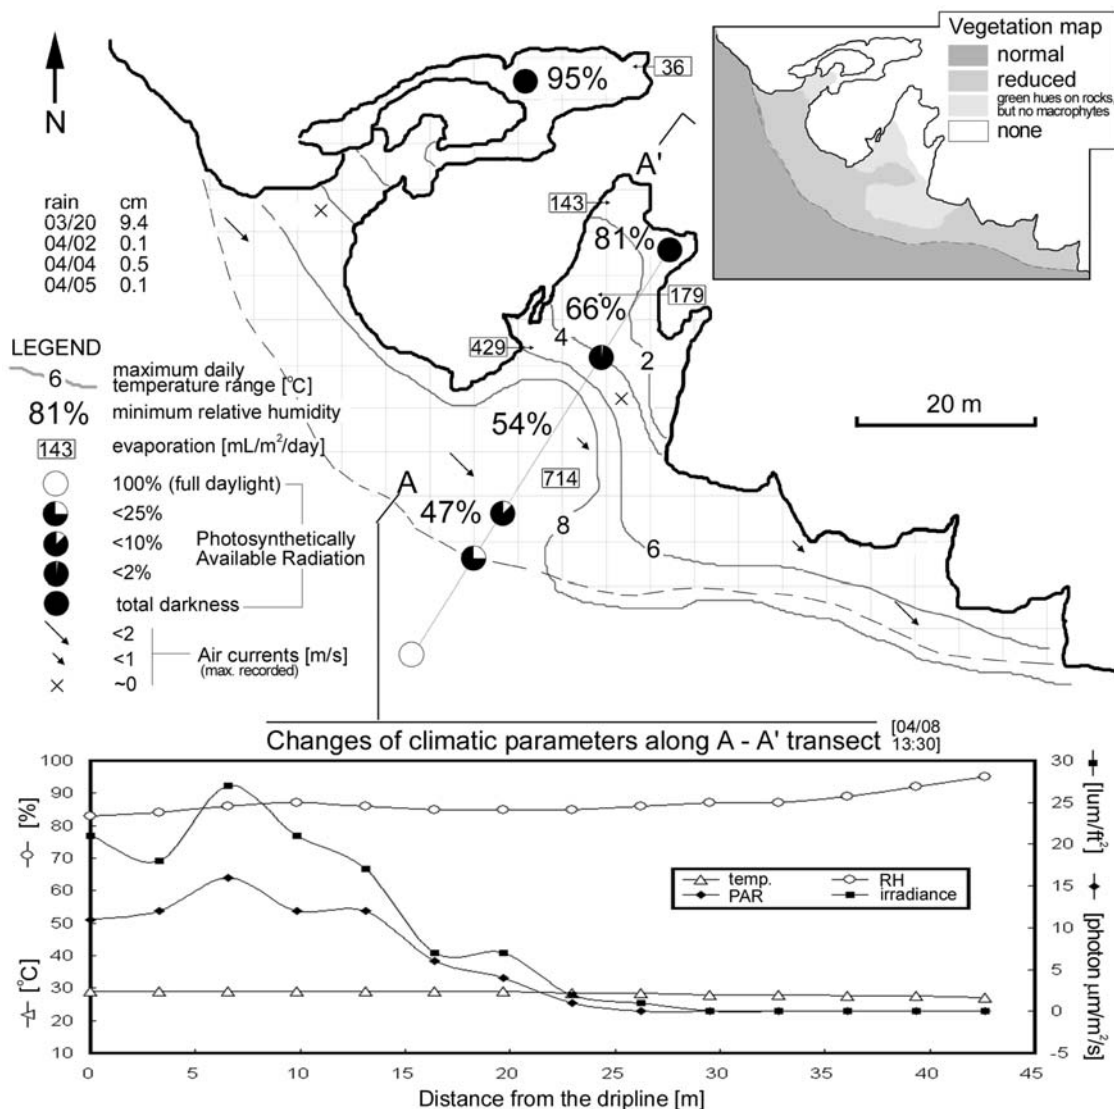 Vegetation map
normal
reduced
green hues on rocks,
but no macrophytes
none
N
95%
36
A'
143
81%
179
66%
4
2
429
54%
714
A
47%
8
6
20 m
rain cm
03/20 9.4
04/02 0.1
04/04 0.5
04/05 0.1
LEGEND
6 maximum daily
temperature range [°C]
81% minimum relative humidity
143 evaporation [mL/m²/day]
100% (full daylight)
<25%
<10%
<2%
total darkness
Photosynthetically
Available Radiation
<2
<1
~0
Air currents [m/s]
(max. recorded)
Changes of climatic parameters along A - A' transect [04/08
13:30]
100
90
80
70
60
50
40
30
20
10
[%]
[°C]
30
25
20
15
10
5
0
-5
[lum/ft²]
[photon µm/m²/s]
temp. RH
PAR irradiance
0 5 10 15 20 25 30 35 40 45
Distance from the dripline [m]